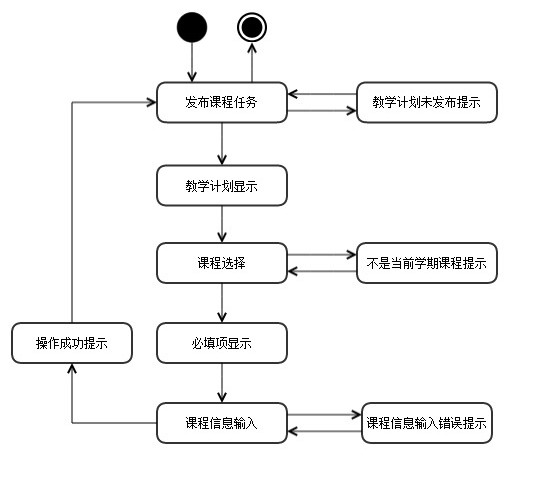 发布课程任务
教学计划未发布提示
教学计划显示
课程选择
不是当前学期课程提示
操作成功提示
必填项显示
课程信息输入
课程信息输入错误提示